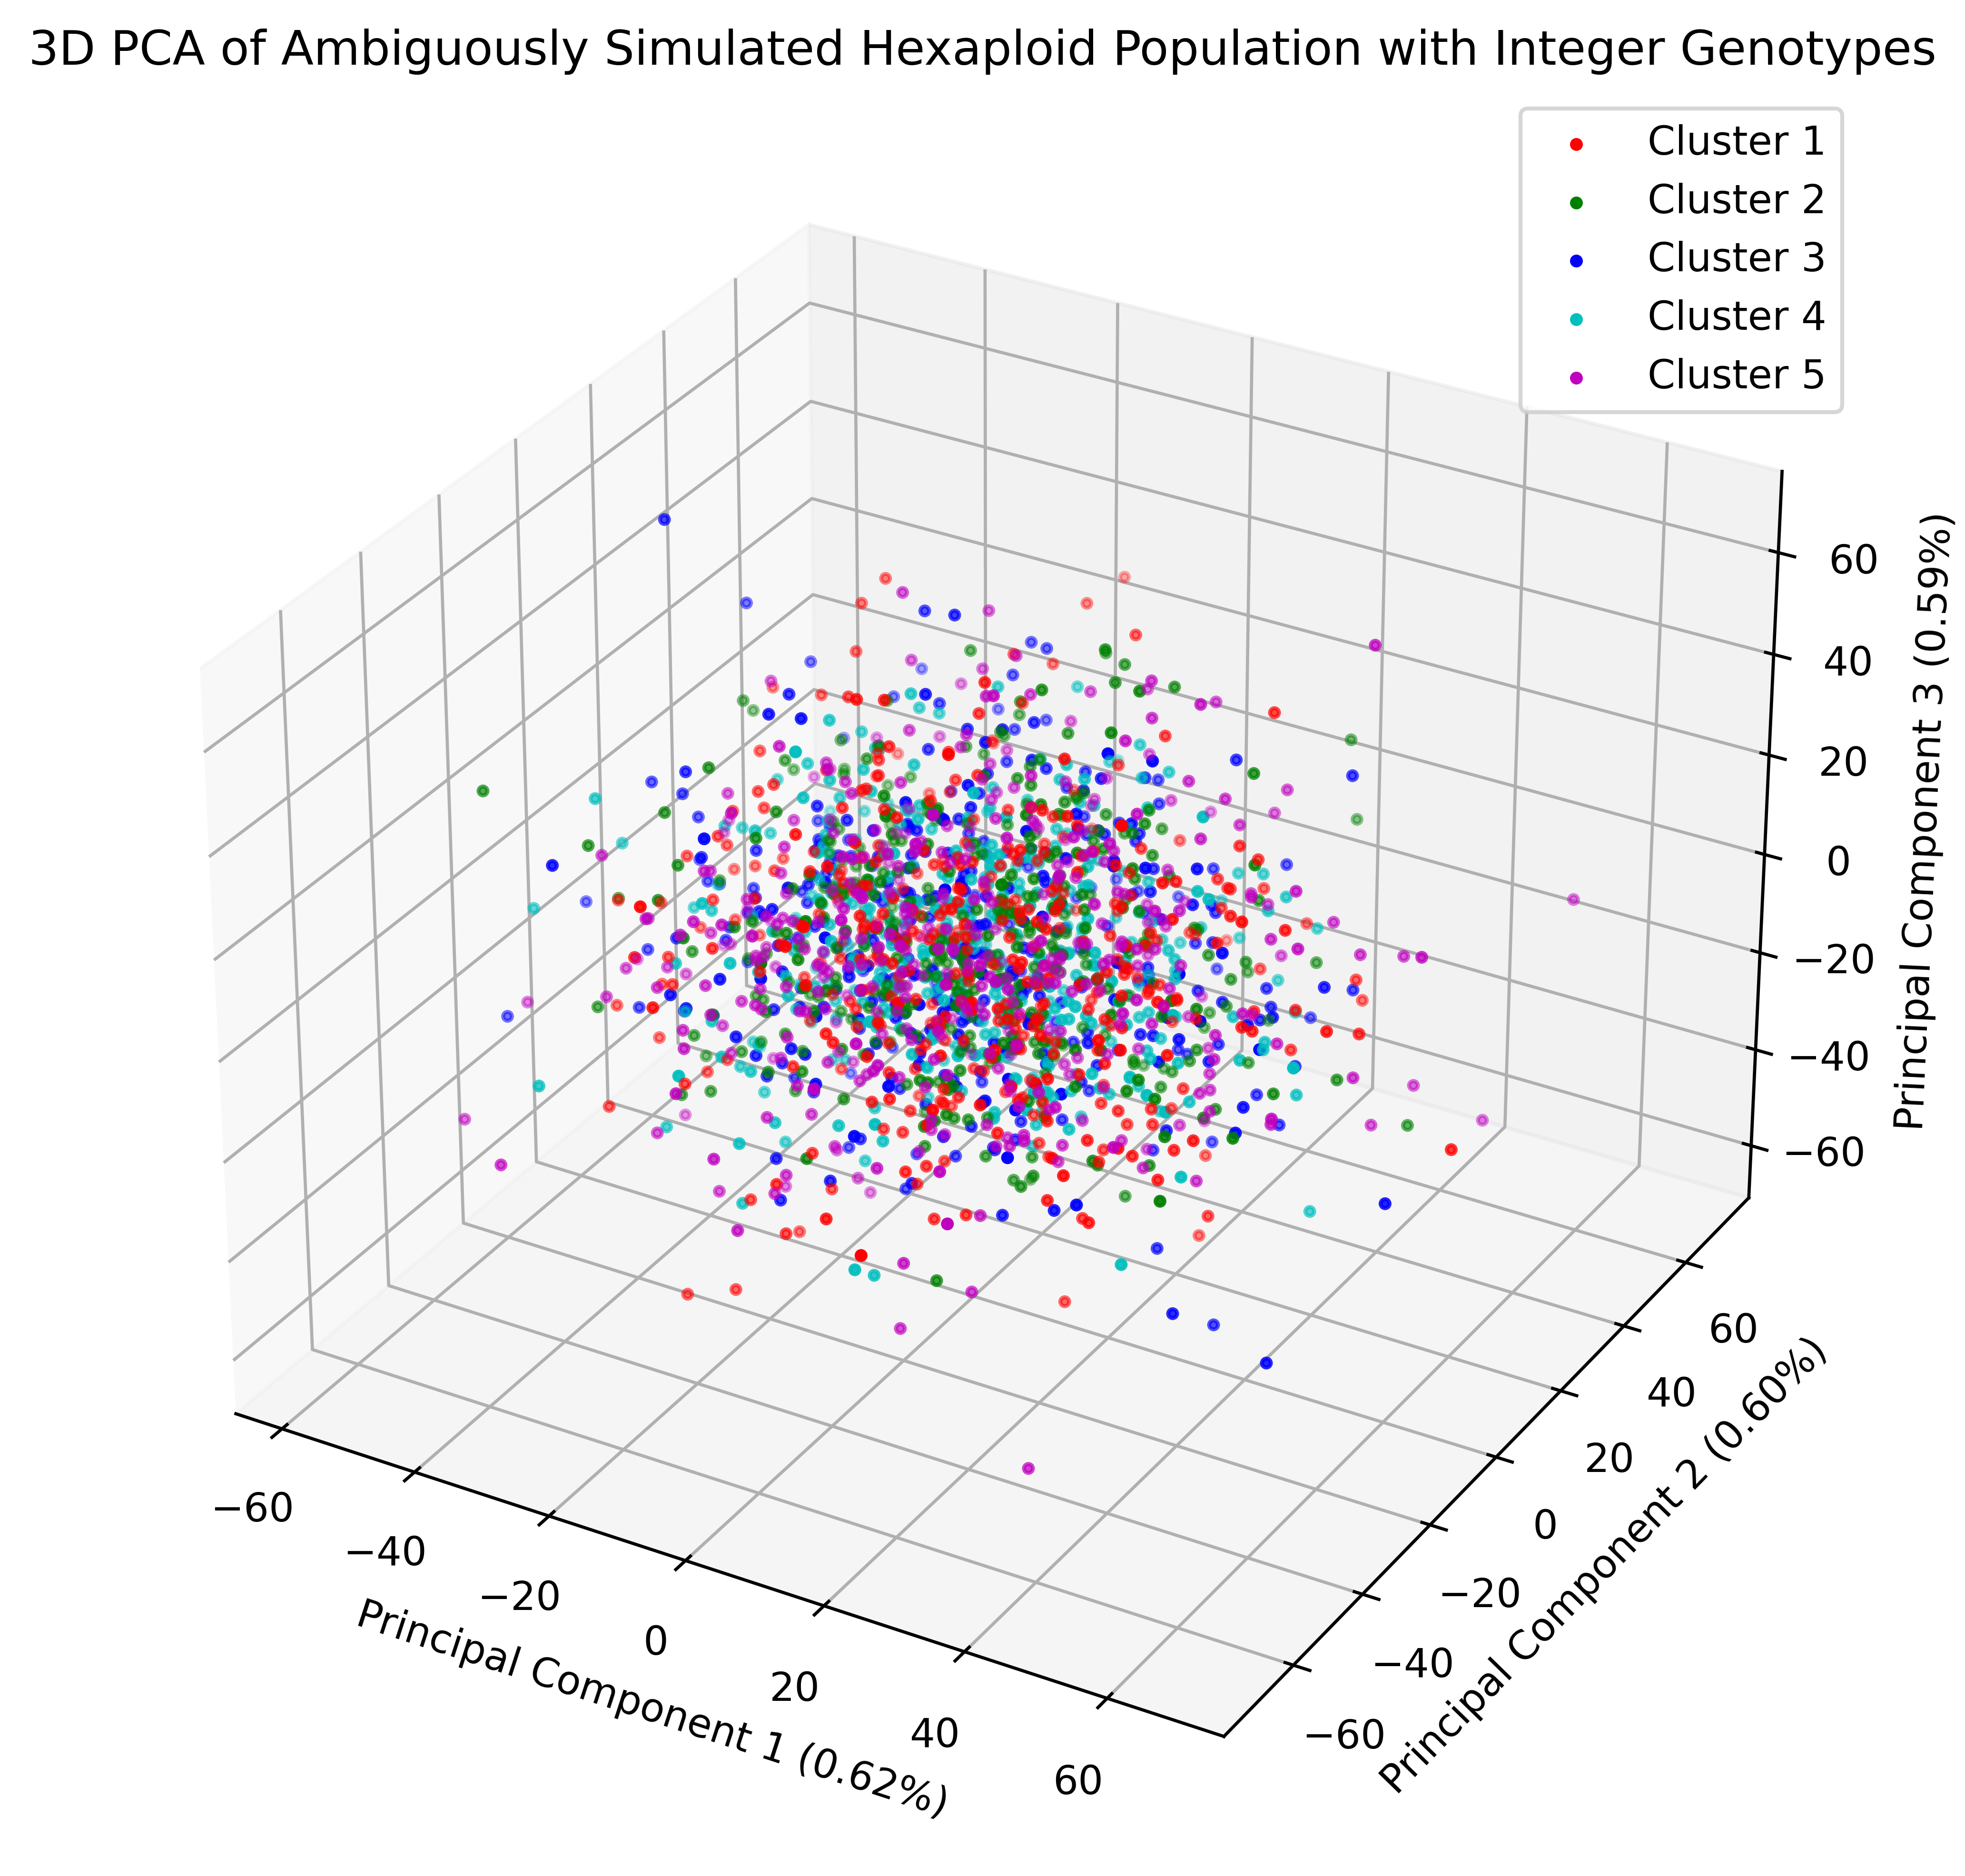 3D PCA of Ambiguously Simulated Hexaploid Population with Integer Genotypes
Cluster 1
Cluster 2
Cluster 3
Cluster 4
Cluster 5
60
40
20
0
−20
−40
−60
Principal Component 3 (0.59%)
60
40
20
0
−20
−40
−60
Principal Component 2 (0.60%)
−60
−40
−20
0
20
40
60
Principal Component 1 (0.62%)